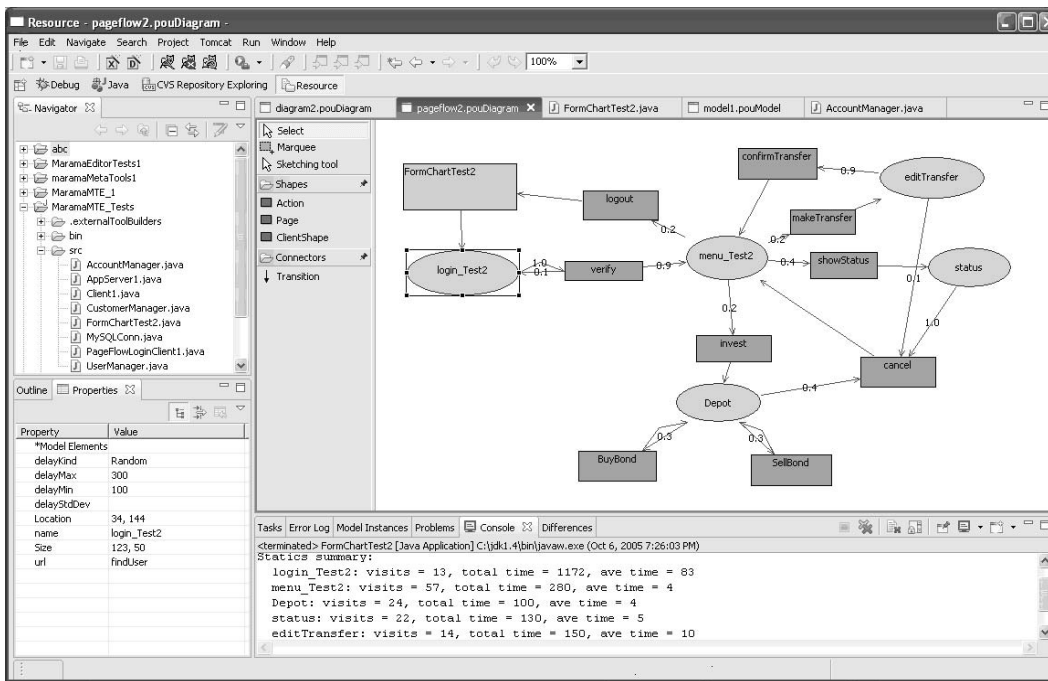 Resource - pageflow2.pouDiagram -
File Edit Navigate Search Project Tomcat Run Window Help
100%
Debug Java CVS Repository Exploring Resource
Navigator
diagram2.pouDiagram pageflow2.pouDiagram FormChartTest2.java model1.pouModel AccountManager.java
abc
MaramaEditorTests1
maramaMetaTools1
MaramaMTE_1
MaramaMTE_Tests
.externalToolBuilders
bin
src
AccountManager.java
AppServer1.java
Client1.java
CustomerManager.java
FormChartTest2.java
MySQLConn.java
PageFlowLoginClient1.java
UserManager.java
Select
Marquee
Sketching tool
Shapes
Action
Page
ClientShape
Connectors
Transition
confirmTransfer
FormChartTest2
0.9
editTransfer
logout
makeTransfer
0.2
0.2
login_Test2
1.0
0.1
verify
0.9
menu_Test2
0.4
showStatus
status
0.1
0.2
1.0
invest
cancel
Depot
0.4
0.3
0.3
BuyBond
SellBond
Outline Properties
Property Value
*Model Elements
delayKind Random
delayMax 300
delayMin 100
delayStdDev
Location 34, 144
name login_Test2
Size 123, 50
url findUser
Tasks Error Log Model Instances Problems Console Differences
<terminated> FormChartTest2 [Java Application] C:\jdk1.4\bin\javaw.exe (Oct 6, 2005 7:26:03 PM)
Statics summary:
login_Test2: visits = 13, total time = 1172, ave time = 83
menu_Test2: visits = 57, total time = 280, ave time = 4
Depot: visits = 24, total time = 100, ave time = 4
status: visits = 22, total time = 130, ave time = 5
editTransfer: visits = 14, total time = 150, ave time = 10